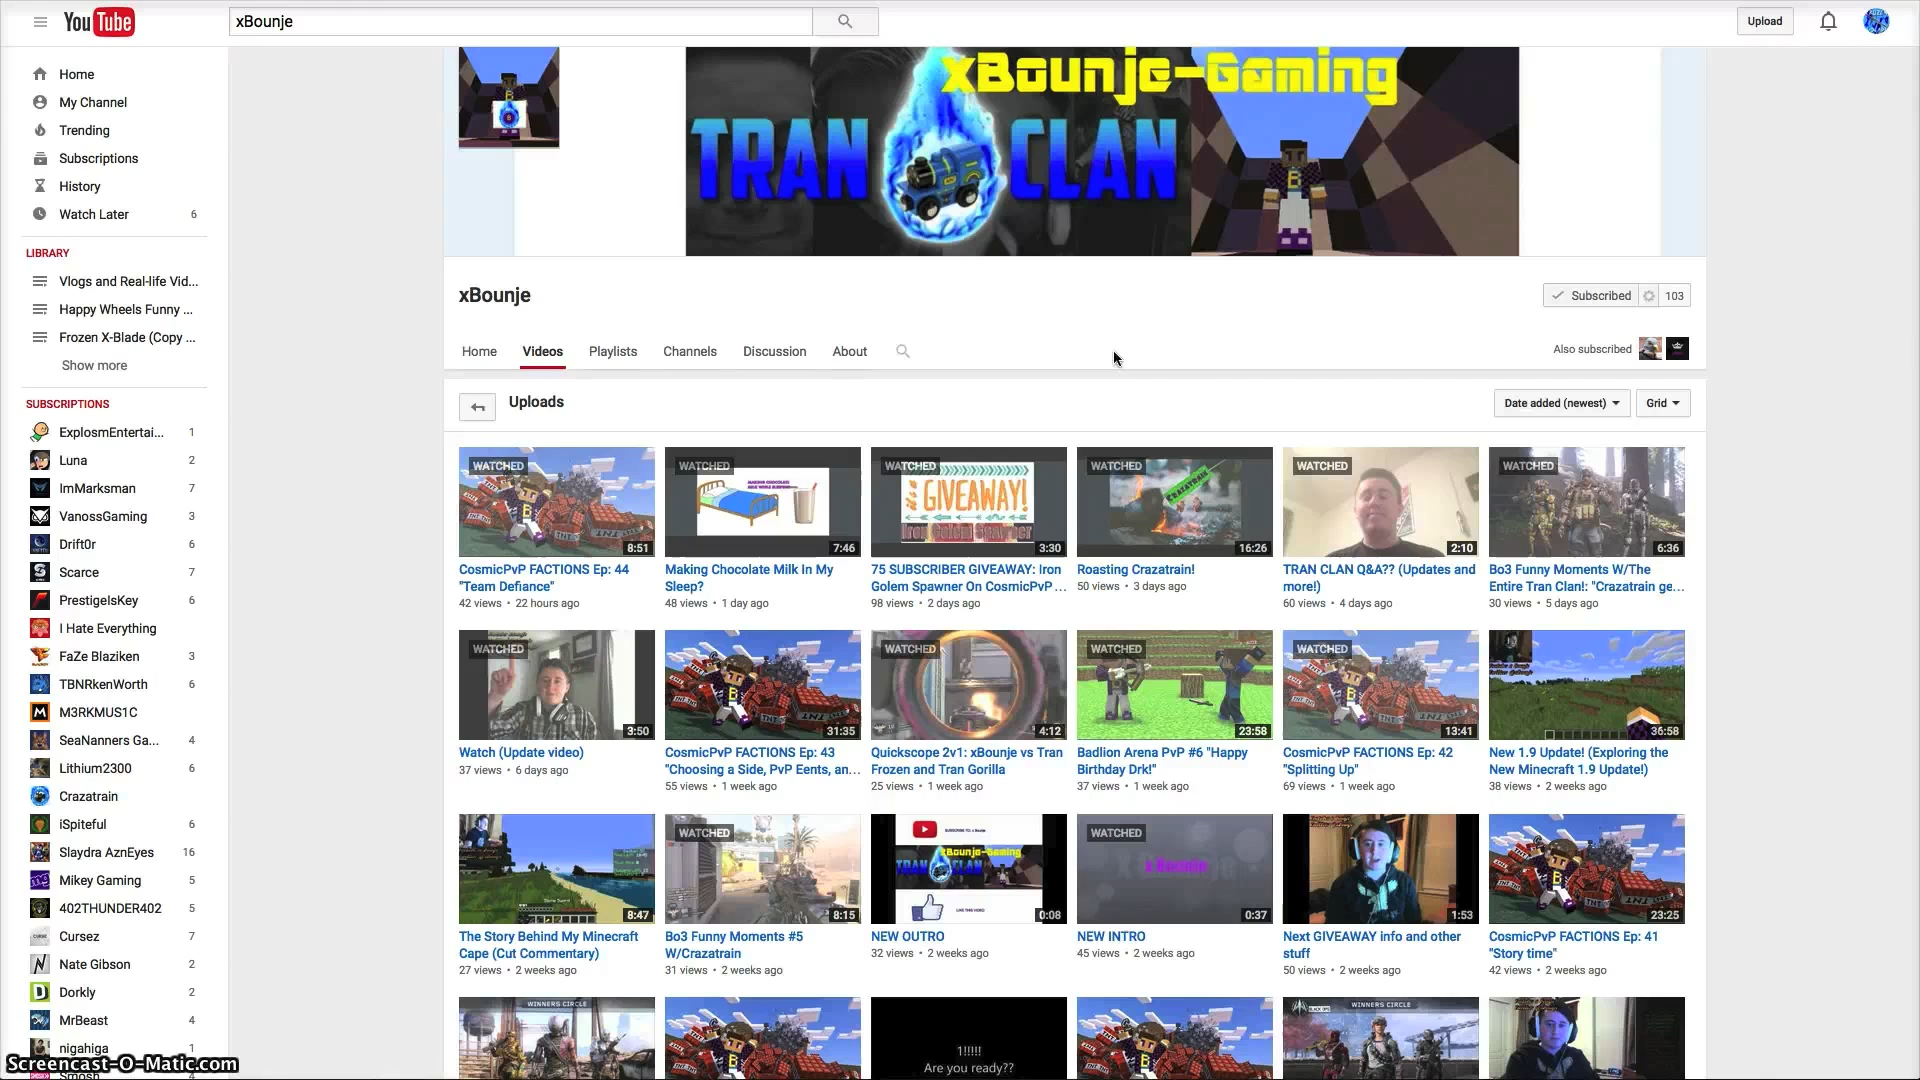 YouTube
xBounje
Upload
Home
My Channel
Trending
Subscriptions
History
Watch Later 6
LIBRARY
Vlogs and Real-life Vid...
Happy Wheels Funny ...
Frozen X-Blade (Copy ...
Show more
SUBSCRIPTIONS
ExplosmEntertai... 1
Luna 2
ImMarksman 7
VanossGaming 3
Drift0r 6
Scarce 7
PrestigeIsKey 6
I Hate Everything
FaZe Blaziken 3
TBNRkenWorth 6
M3RKMUS1C
SeaNanners Ga... 4
Lithium2300 6
Crazatrain
iSpiteful 6
Slaydra AznEyes 16
Mikey Gaming 5
402THUNDER402 5
Cursez 7
Nate Gibson 2
Dorkly 2
MrBeast 4
nigahiga 1
Screencast-O-Matic.com
xBounje-Gaming
TRAN CLAN
B
xBounje
Subscribed 103
Home Videos Playlists Channels Discussion About
Also subscribed
Uploads
Date added (newest) Grid
WATCHED
8:51
CosmicPvP FACTIONS Ep: 44
"Team Defiance"
42 views • 22 hours ago
WATCHED
7:46
Making Chocolate Milk In My
Sleep?
48 views • 1 day ago
WATCHED
GIVEAWAY!
Iron Golem Spawner
3:30
75 SUBSCRIBER GIVEAWAY: Iron
Golem Spawner On CosmicPvP ...
98 views • 2 days ago
WATCHED
CRAZATRAIN
16:26
Roasting Crazatrain!
50 views • 3 days ago
WATCHED
2:10
TRAN CLAN Q&A?? (Updates and
more!)
60 views • 4 days ago
WATCHED
6:36
Bo3 Funny Moments W/The
Entire Tran Clan!: "Crazatrain ge...
30 views • 5 days ago
WATCHED
3:50
Watch (Update video)
37 views • 6 days ago
31:35
CosmicPvP FACTIONS Ep: 43
"Choosing a Side, PvP Eents, an...
55 views • 1 week ago
WATCHED
4:12
Quickscope 2v1: xBounje vs Tran
Frozen and Tran Gorilla
25 views • 1 week ago
WATCHED
23:58
Badlion Arena PvP #6 "Happy
Birthday Drk!"
37 views • 1 week ago
WATCHED
13:41
CosmicPvP FACTIONS Ep: 42
"Splitting Up"
69 views • 1 week ago
36:58
New 1.9 Update! (Exploring the
New Minecraft 1.9 Update!)
38 views • 2 weeks ago
8:47
The Story Behind My Minecraft
Cape (Cut Commentary)
27 views • 2 weeks ago
WATCHED
8:15
Bo3 Funny Moments #5
W/Crazatrain
31 views • 2 weeks ago
SUBSCRIBE TO: x Bounje
xBounje-Gaming
TRAN CLAN
LIKE THIS VIDEO
0:08
NEW OUTRO
32 views • 2 weeks ago
WATCHED
x Bounje
0:37
NEW INTRO
45 views • 2 weeks ago
1:53
Next GIVEAWAY info and other
stuff
50 views • 2 weeks ago
23:25
CosmicPvP FACTIONS Ep: 41
"Story time"
42 views • 2 weeks ago
WINNERS CIRCLE
1!!!!!
Are you ready??
BLACK OPS
WINNERS CIRCLE